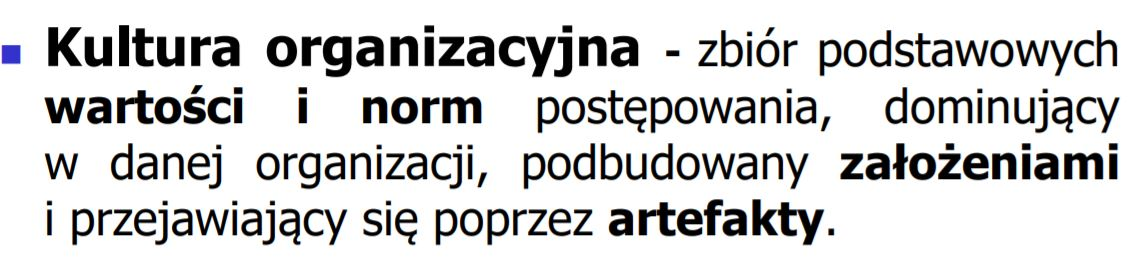 Kultura organizacyjna - zbiór podstawowych
wartości i norm postępowania, dominujący
w danej organizacji, podbudowany założeniami
i przejawiający się poprzez artefakty.